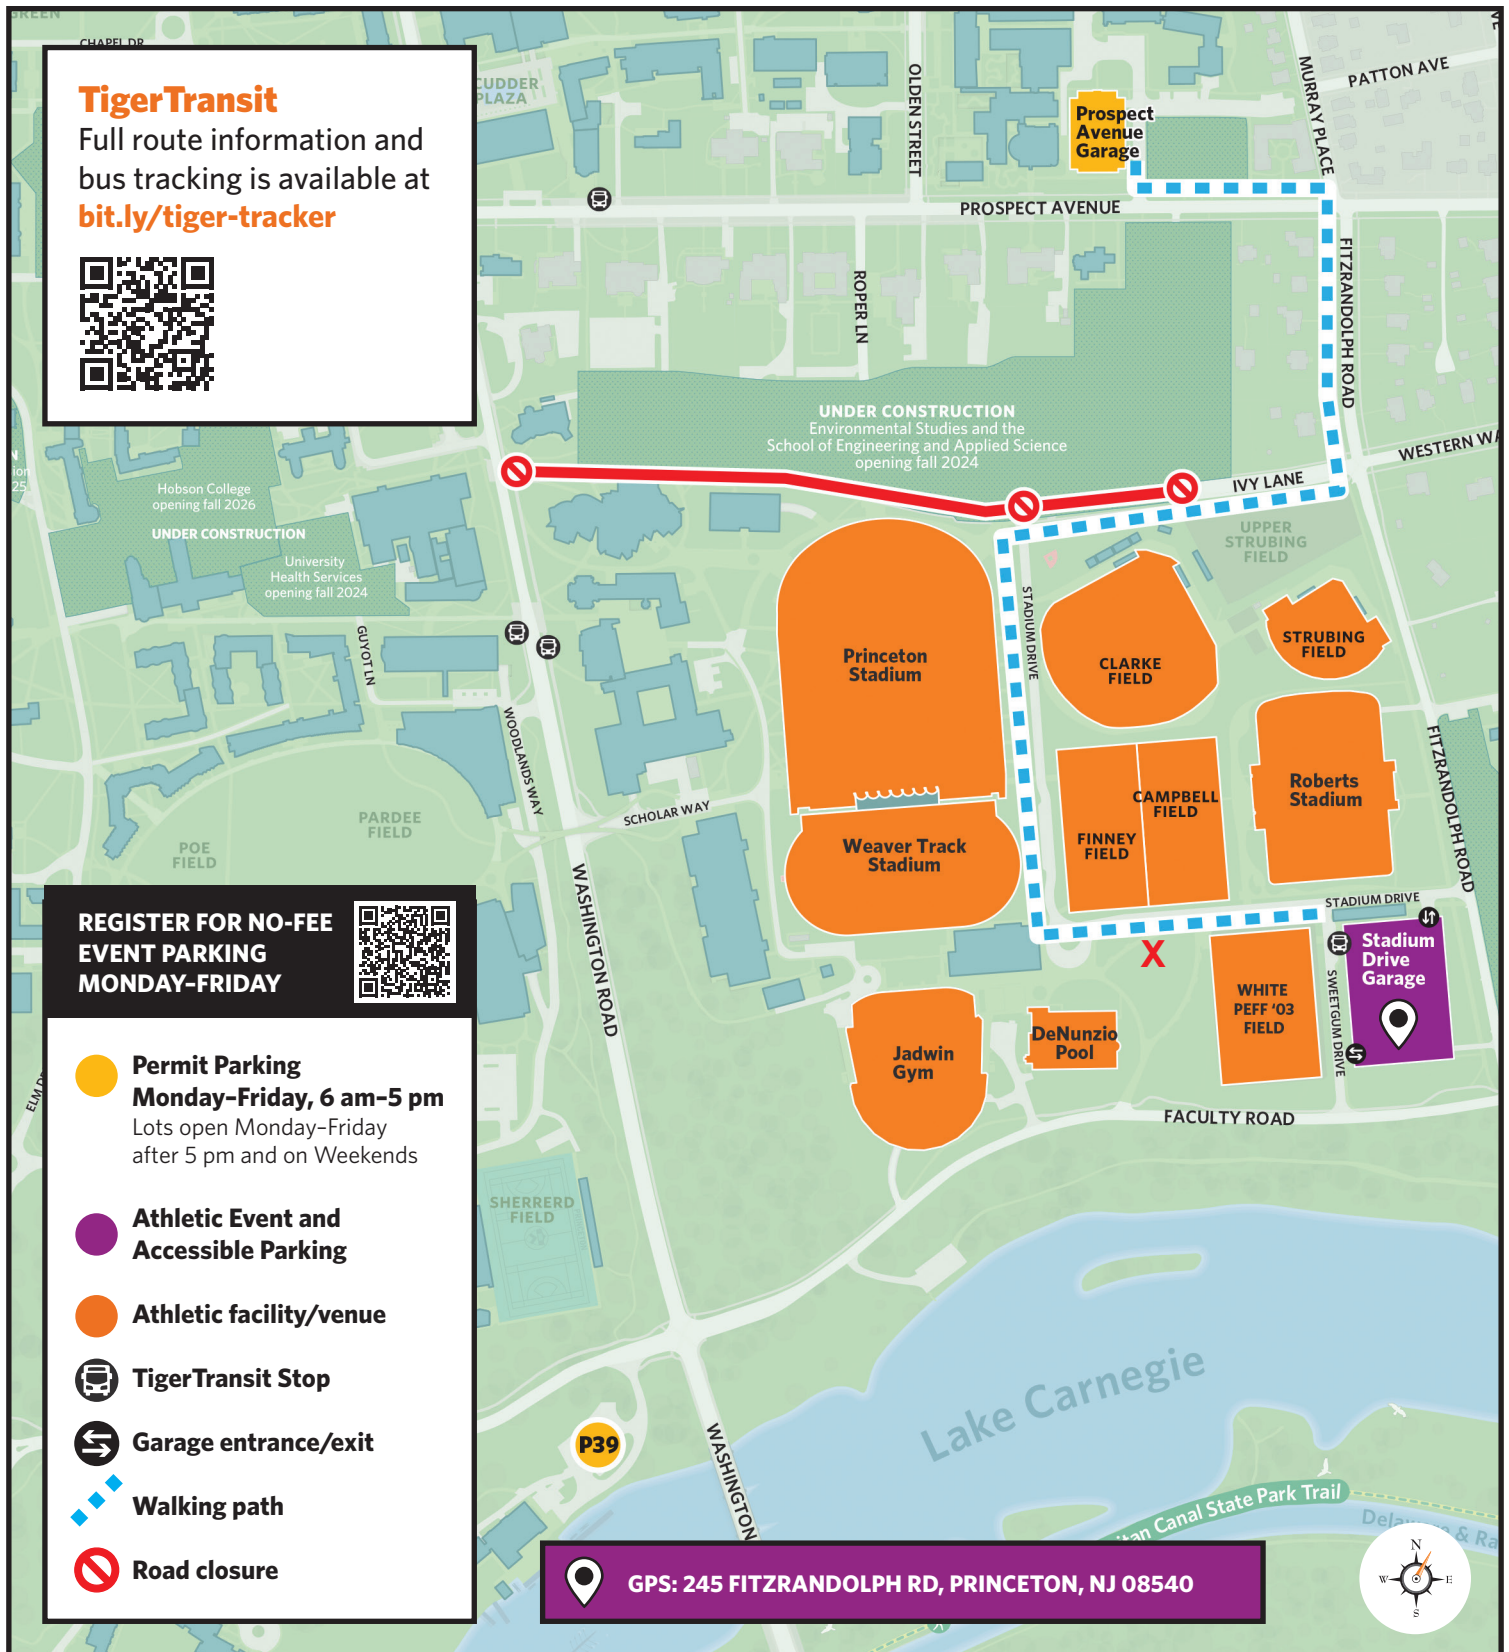 GREEN
CHAPEL DR
TigerTransit
Full route information and
bus tracking is available at
bit.ly/tiger-tracker
CUDDER
PLAZA
OLDEN STREET
Prospect
Avenue
Garage
MURRAY PLACE
PATTON AVE
PROSPECT AVENUE
ROPER LN
FITZRANDOLPH ROAD
UNDER CONSTRUCTION
Environmental Studies and the
School of Engineering and Applied Science
opening fall 2024
WESTERN WA
IVY LANE
25
Hobson College
opening fall 2026
UNDER CONSTRUCTION
University
Health Services
opening fall 2024
UPPER
STRUBING
FIELD
GUYOT LN
STADIUM DRIVE
Princeton
Stadium
CLARKE
FIELD
STRUBING
FIELD
WOODLANDS WAY
SCHOLAR WAY
PARDEE
FIELD
POE
FIELD
FITZRANDOLPH ROAD
Roberts
Stadium
CAMPBELL
FIELD
FINNEY
FIELD
Weaver Track
Stadium
WASHINGTON ROAD
STADIUM DRIVE
X
Stadium
Drive
Garage
SWEETGUM DRIVE
WHITE
PEFF '03
FIELD
DeNunzio
Pool
Jadwin
Gym
FACULTY ROAD
REGISTER FOR NO-FEE
EVENT PARKING
MONDAY–FRIDAY
ELM DR
Permit Parking
Monday–Friday, 6 am–5 pm
Lots open Monday–Friday
after 5 pm and on Weekends
Athletic Event and
Accessible Parking
Athletic facility/venue
TigerTransit Stop
Garage entrance/exit
Walking path
Road closure
SHERRERD
FIELD
Lake Carnegie
P39
WASHINGTON
itan Canal State Park Trail
Delaware & Ra
GPS: 245 FITZRANDOLPH RD, PRINCETON, NJ 08540
N
W E
S